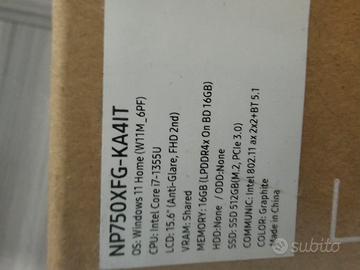 NP750XFG-KA4IT
OS: Windows 11 Home (W11M_6PF)
CPU: Intel Core i7-1355U
LCD: 15.6" (Anti-Glare, FHD 2nd)
VRAM: Shared
MEMORY: 16GB (LPDDR4x On BD 16GB)
HDD:None / ODD:None
SSD: SSD 512GB(M.2, PCIe 3.0)
COMMUNIC: Intel 802.11 ax 2x2+BT 5.1
COLOR: Graphite
Made in China
subito